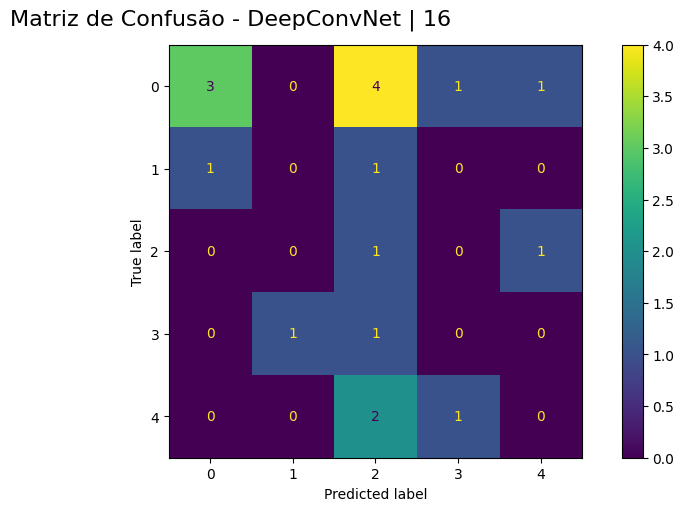 Matriz de Confusão - DeepConvNet | 16
0 3 0 4 1 1
1 1 0 1 0 0
2 0 0 1 0 1
3 0 1 1 0 0
4 0 0 2 1 0
0 1 2 3 4
Predicted label
True label
4.0
3.5
3.0
2.5
2.0
1.5
1.0
0.5
0.0